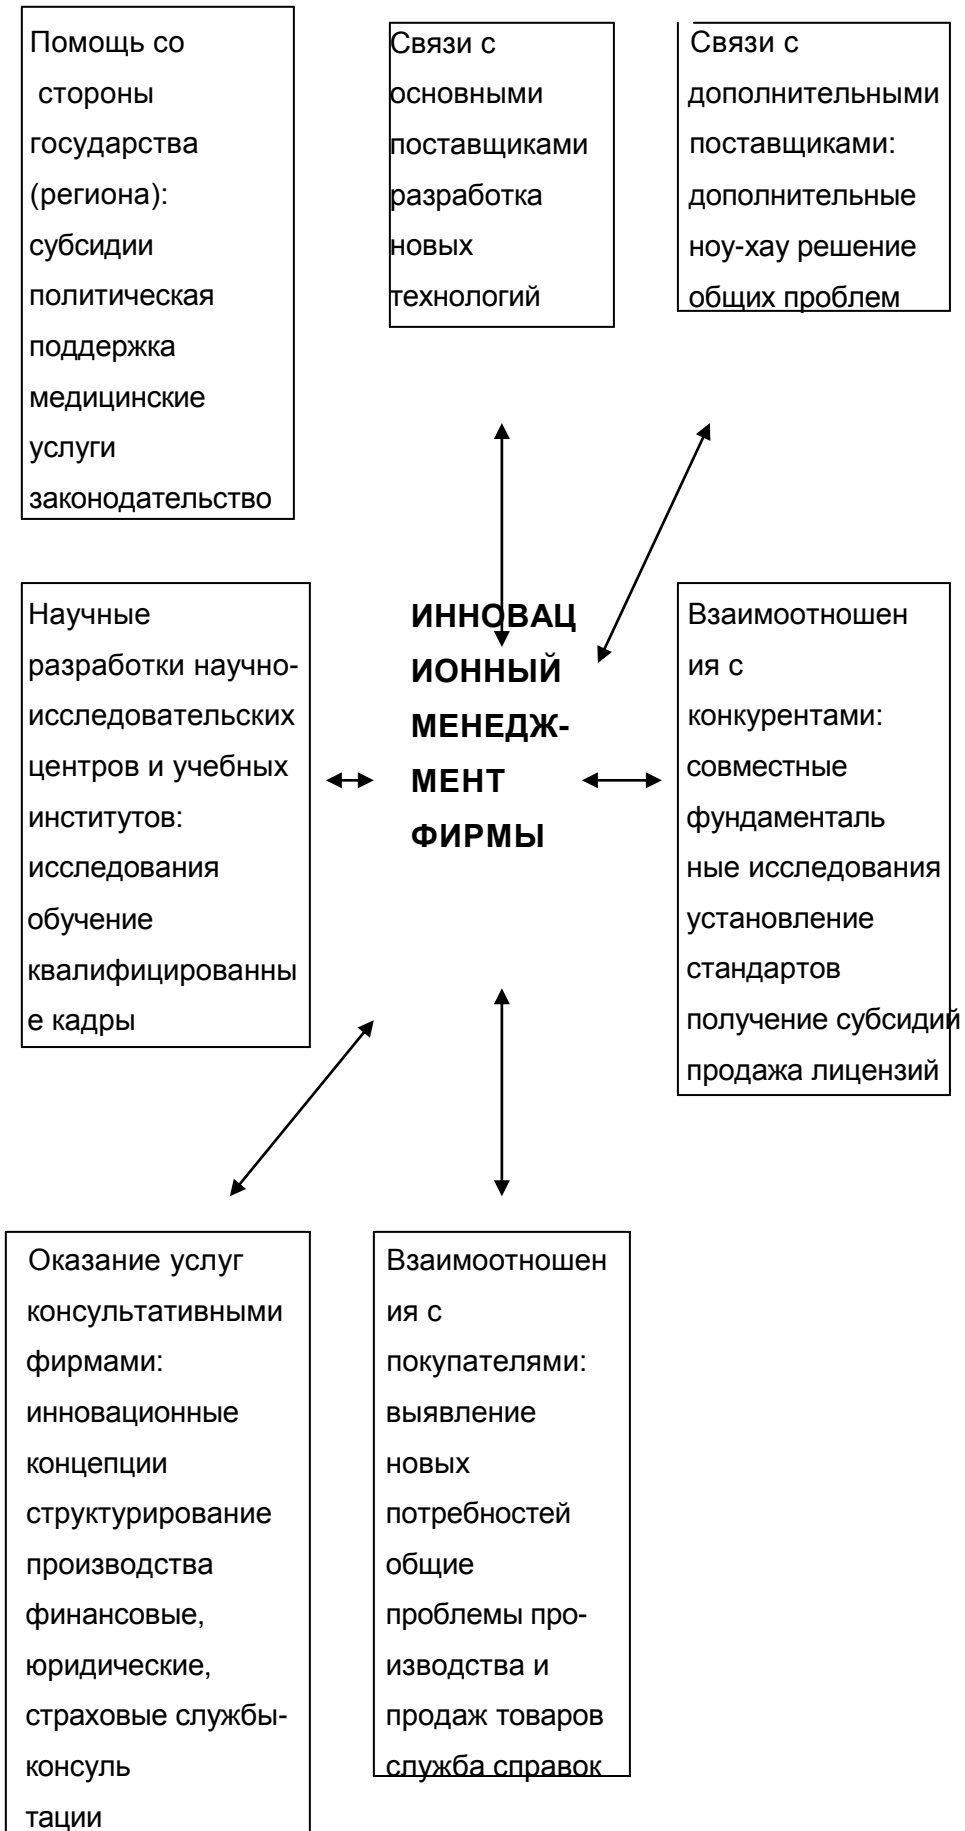 Помощь со
стороны
государства
(региона):
субсидии
политическая
поддержка
медицинские
услуги
законодательство
Связи с
основными
поставщиками
разработка
новых
технологий
Связи с
дополнительными
поставщиками:
дополнительные
ноу-хау решение
общих проблем
Научные
разработки научно-
исследовательских
центров и учебных
институтов:
исследования
обучение
квалифицированны
е кадры
ИННОВАЦ
ИОННЫЙ
МЕНЕДЖ-
МЕНТ
ФИРМЫ
Взаимоотношен
ия с
конкурентами:
совместные
фундаменталь
ные исследования
установление
стандартов
получение субсидий
продажа лицензий
Оказание услуг
консультативными
фирмами:
инновационные
концепции
структурирование
производства
финансовые,
юридические,
страховые службы-
консуль
тации
Взаимоотношен
ия с
покупателями:
выявление
новых
потребностей
общие
проблемы про-
изводства и
продаж товаров
служба справок